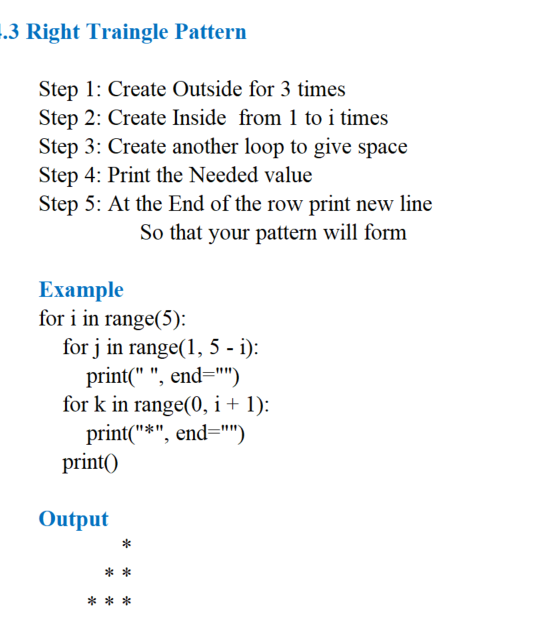 .3 Right Traingle Pattern
Step 1: Create Outside for 3 times
Step 2: Create Inside  from 1 to i times
Step 3: Create another loop to give space
Step 4: Print the Needed value
Step 5: At the End of the row print new line
So that your pattern will form
Example
for i in range(5):
for j in range(1, 5 - i):
print(" ", end="")
for k in range(0, i + 1):
print("*", end="")
print()
Output
*
* *
* * *